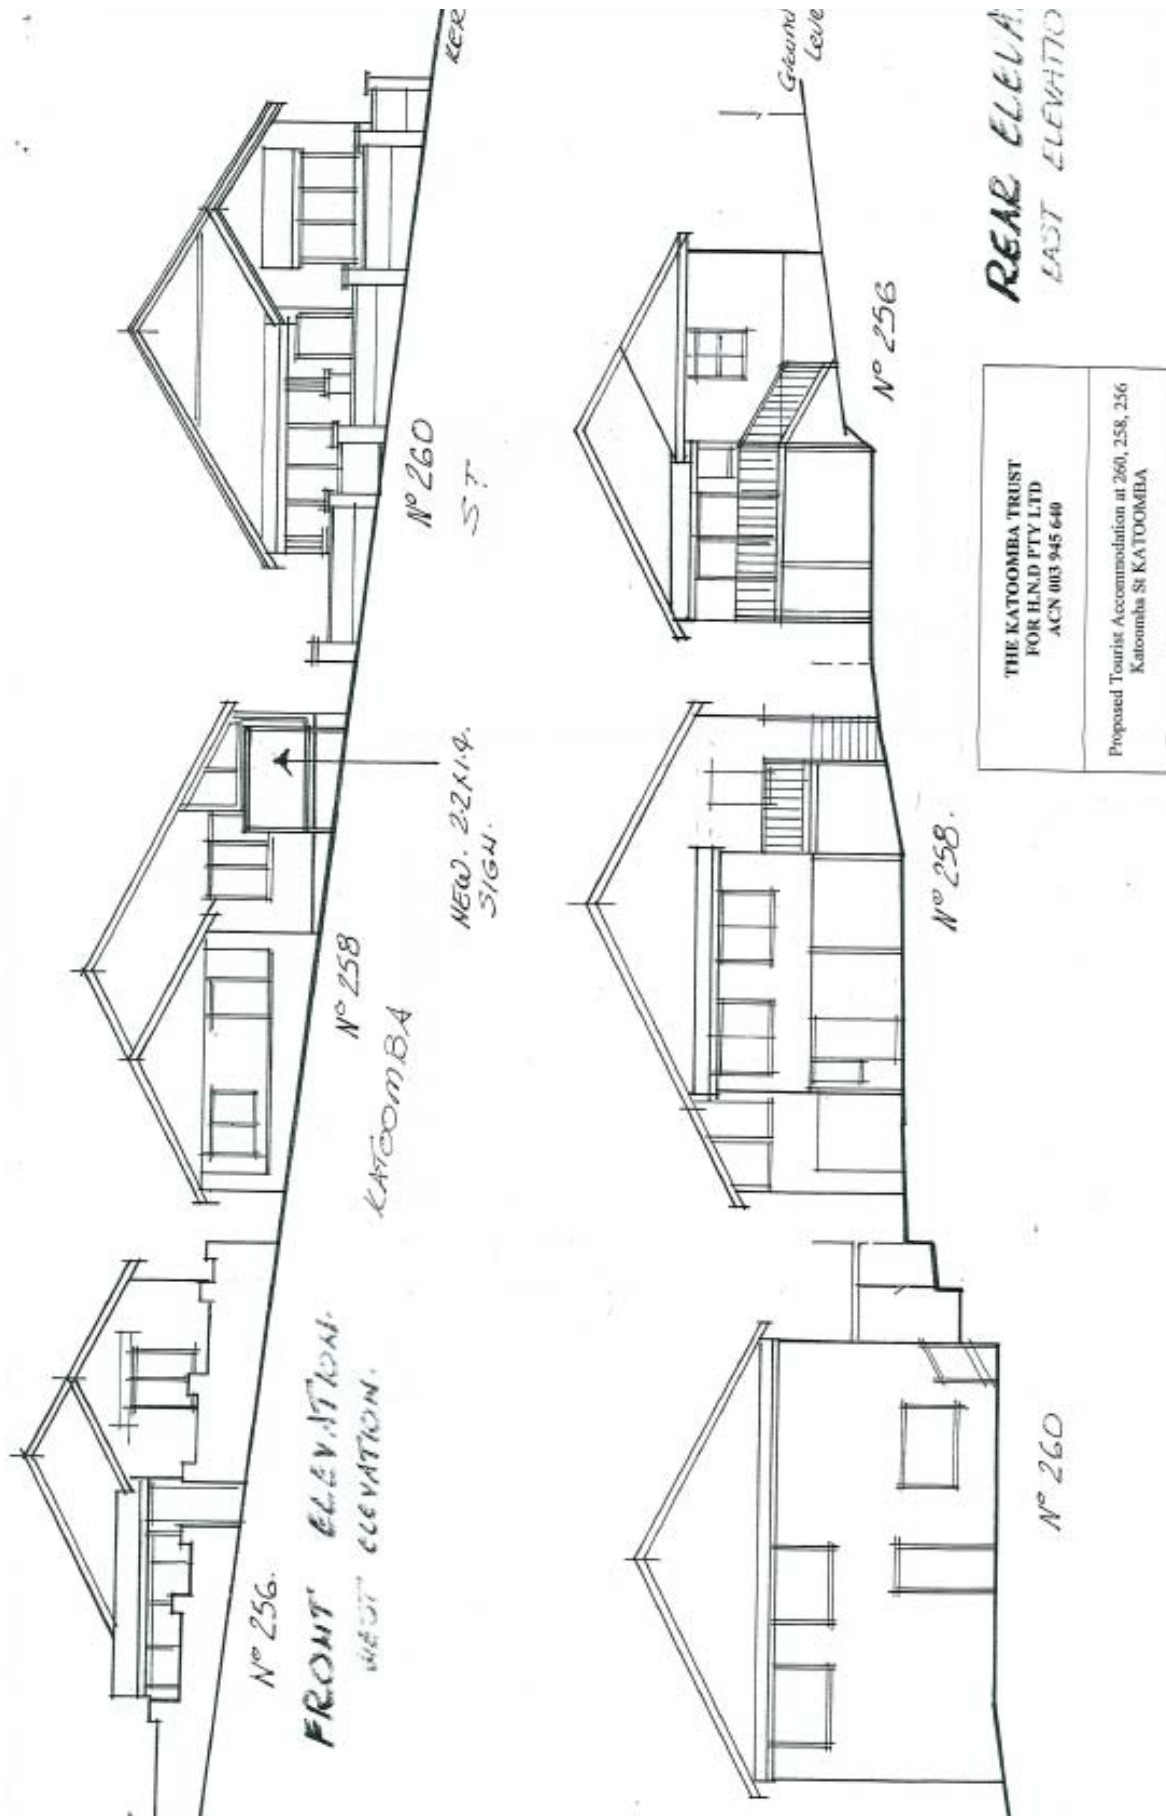 KER
Nº 260
ST
NEW. 2.2x1.4.
SIGN.
Nº 258
KATOOMBA
Nº 256.
FRONT ELEVATION.
WEST ELEVATION.
Ground
Leve
Nº 256
Nº 258.
Nº 260
REAR ELEVA
EAST ELEVATIO
THE KATOOMBA TRUST
FOR H.N.D PTY LTD
ACN 003 945 640
Proposed Tourist Accommodation at 260, 258, 256
Katoomba St KATOOMBA